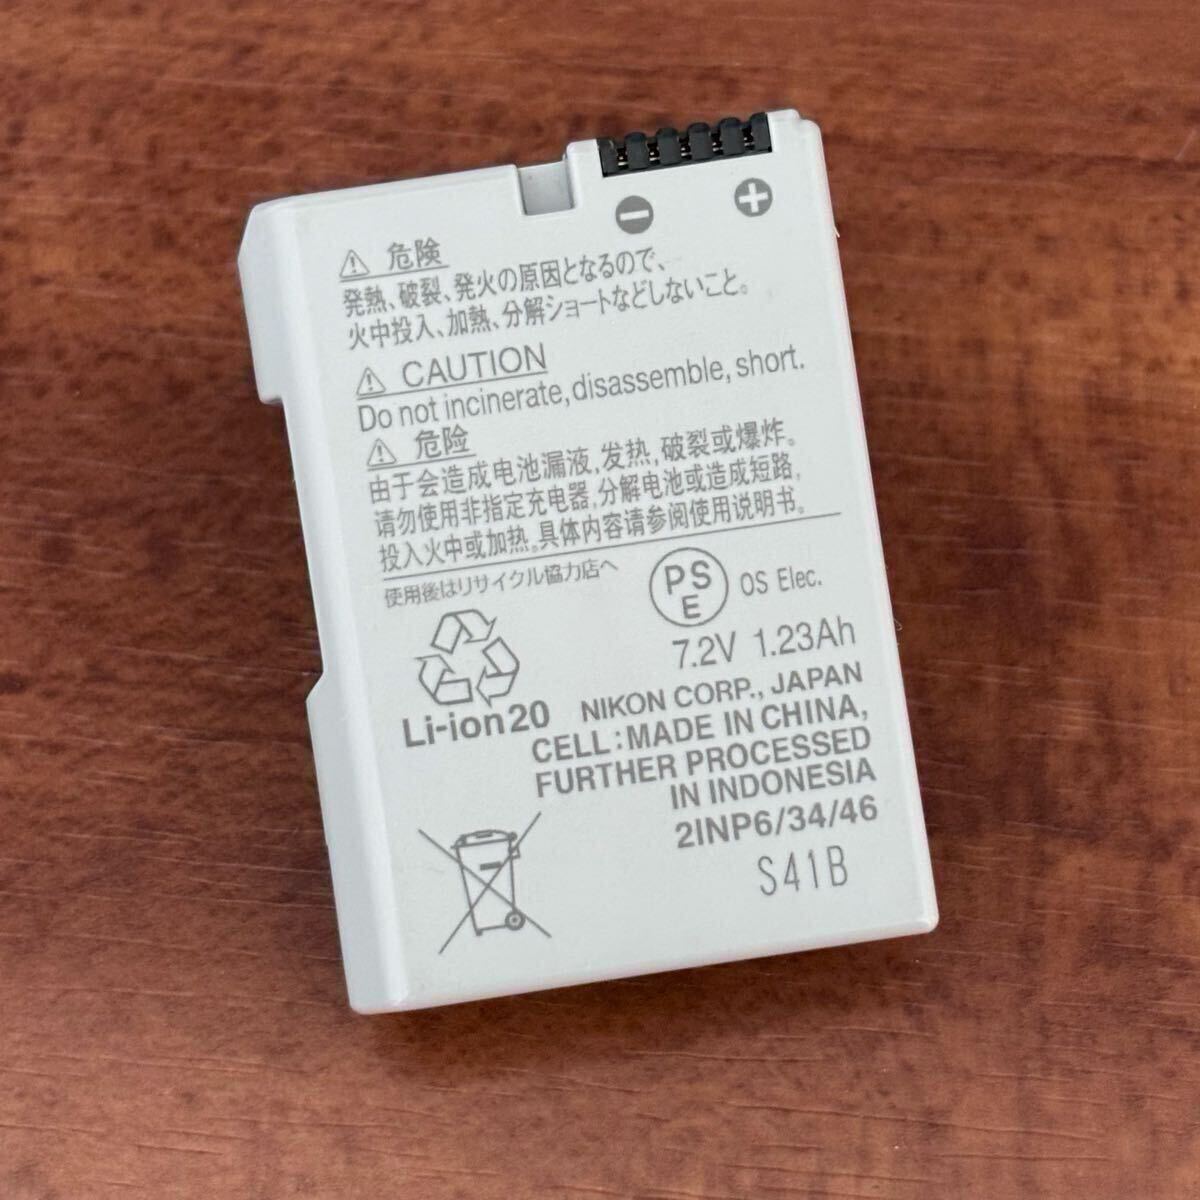 ⊖ ⊕
⚠ 危険
発熱、破裂、発火の原因となるので、
火中投入、加熱、分解ショートなどしないこと。
⚠ CAUTION
Do not incinerate, disassemble, short.
⚠ 危险
由于会造成电池漏液,发热,破裂或爆炸。
请勿使用非指定充电器,分解电池或造成短路,
投入火中或加热。具体内容请参阅使用说明书。
使用後はリサイクル協力店へ
PS
E
OS Elec.
7.2V 1.23Ah
Li-ion20
NIKON CORP., JAPAN
CELL:MADE IN CHINA,
FURTHER PROCESSED
IN INDONESIA
2INP6/34/46
S41B